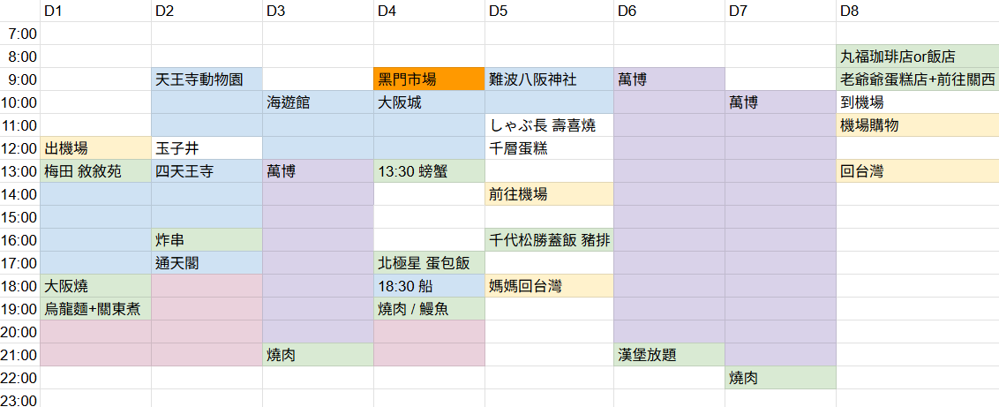 D1 D2 D3 D4 D5 D6 D7 D8
7:00
8:00 丸福珈琲店or飯店
9:00 天王寺動物園 黑門市場 難波八阪神社 萬博 老爺爺蛋糕店+前往關西
10:00 海遊館 大阪城 萬博 到機場
11:00 しゃぶ長 壽喜燒 機場購物
12:00 出機場 玉子井 千層蛋糕
13:00 梅田 敘敘苑 四天王寺 萬博 13:30 螃蟹 回台灣
14:00 前往機場
15:00
16:00 炸串 千代松勝蓋飯 豬排
17:00 通天閣 北極星 蛋包飯
18:00 大阪燒 18:30 船 媽媽回台灣
19:00 烏龍麵+關東煮 燒肉 / 鰻魚
20:00
21:00 燒肉 漢堡放題
22:00 燒肉
23:00